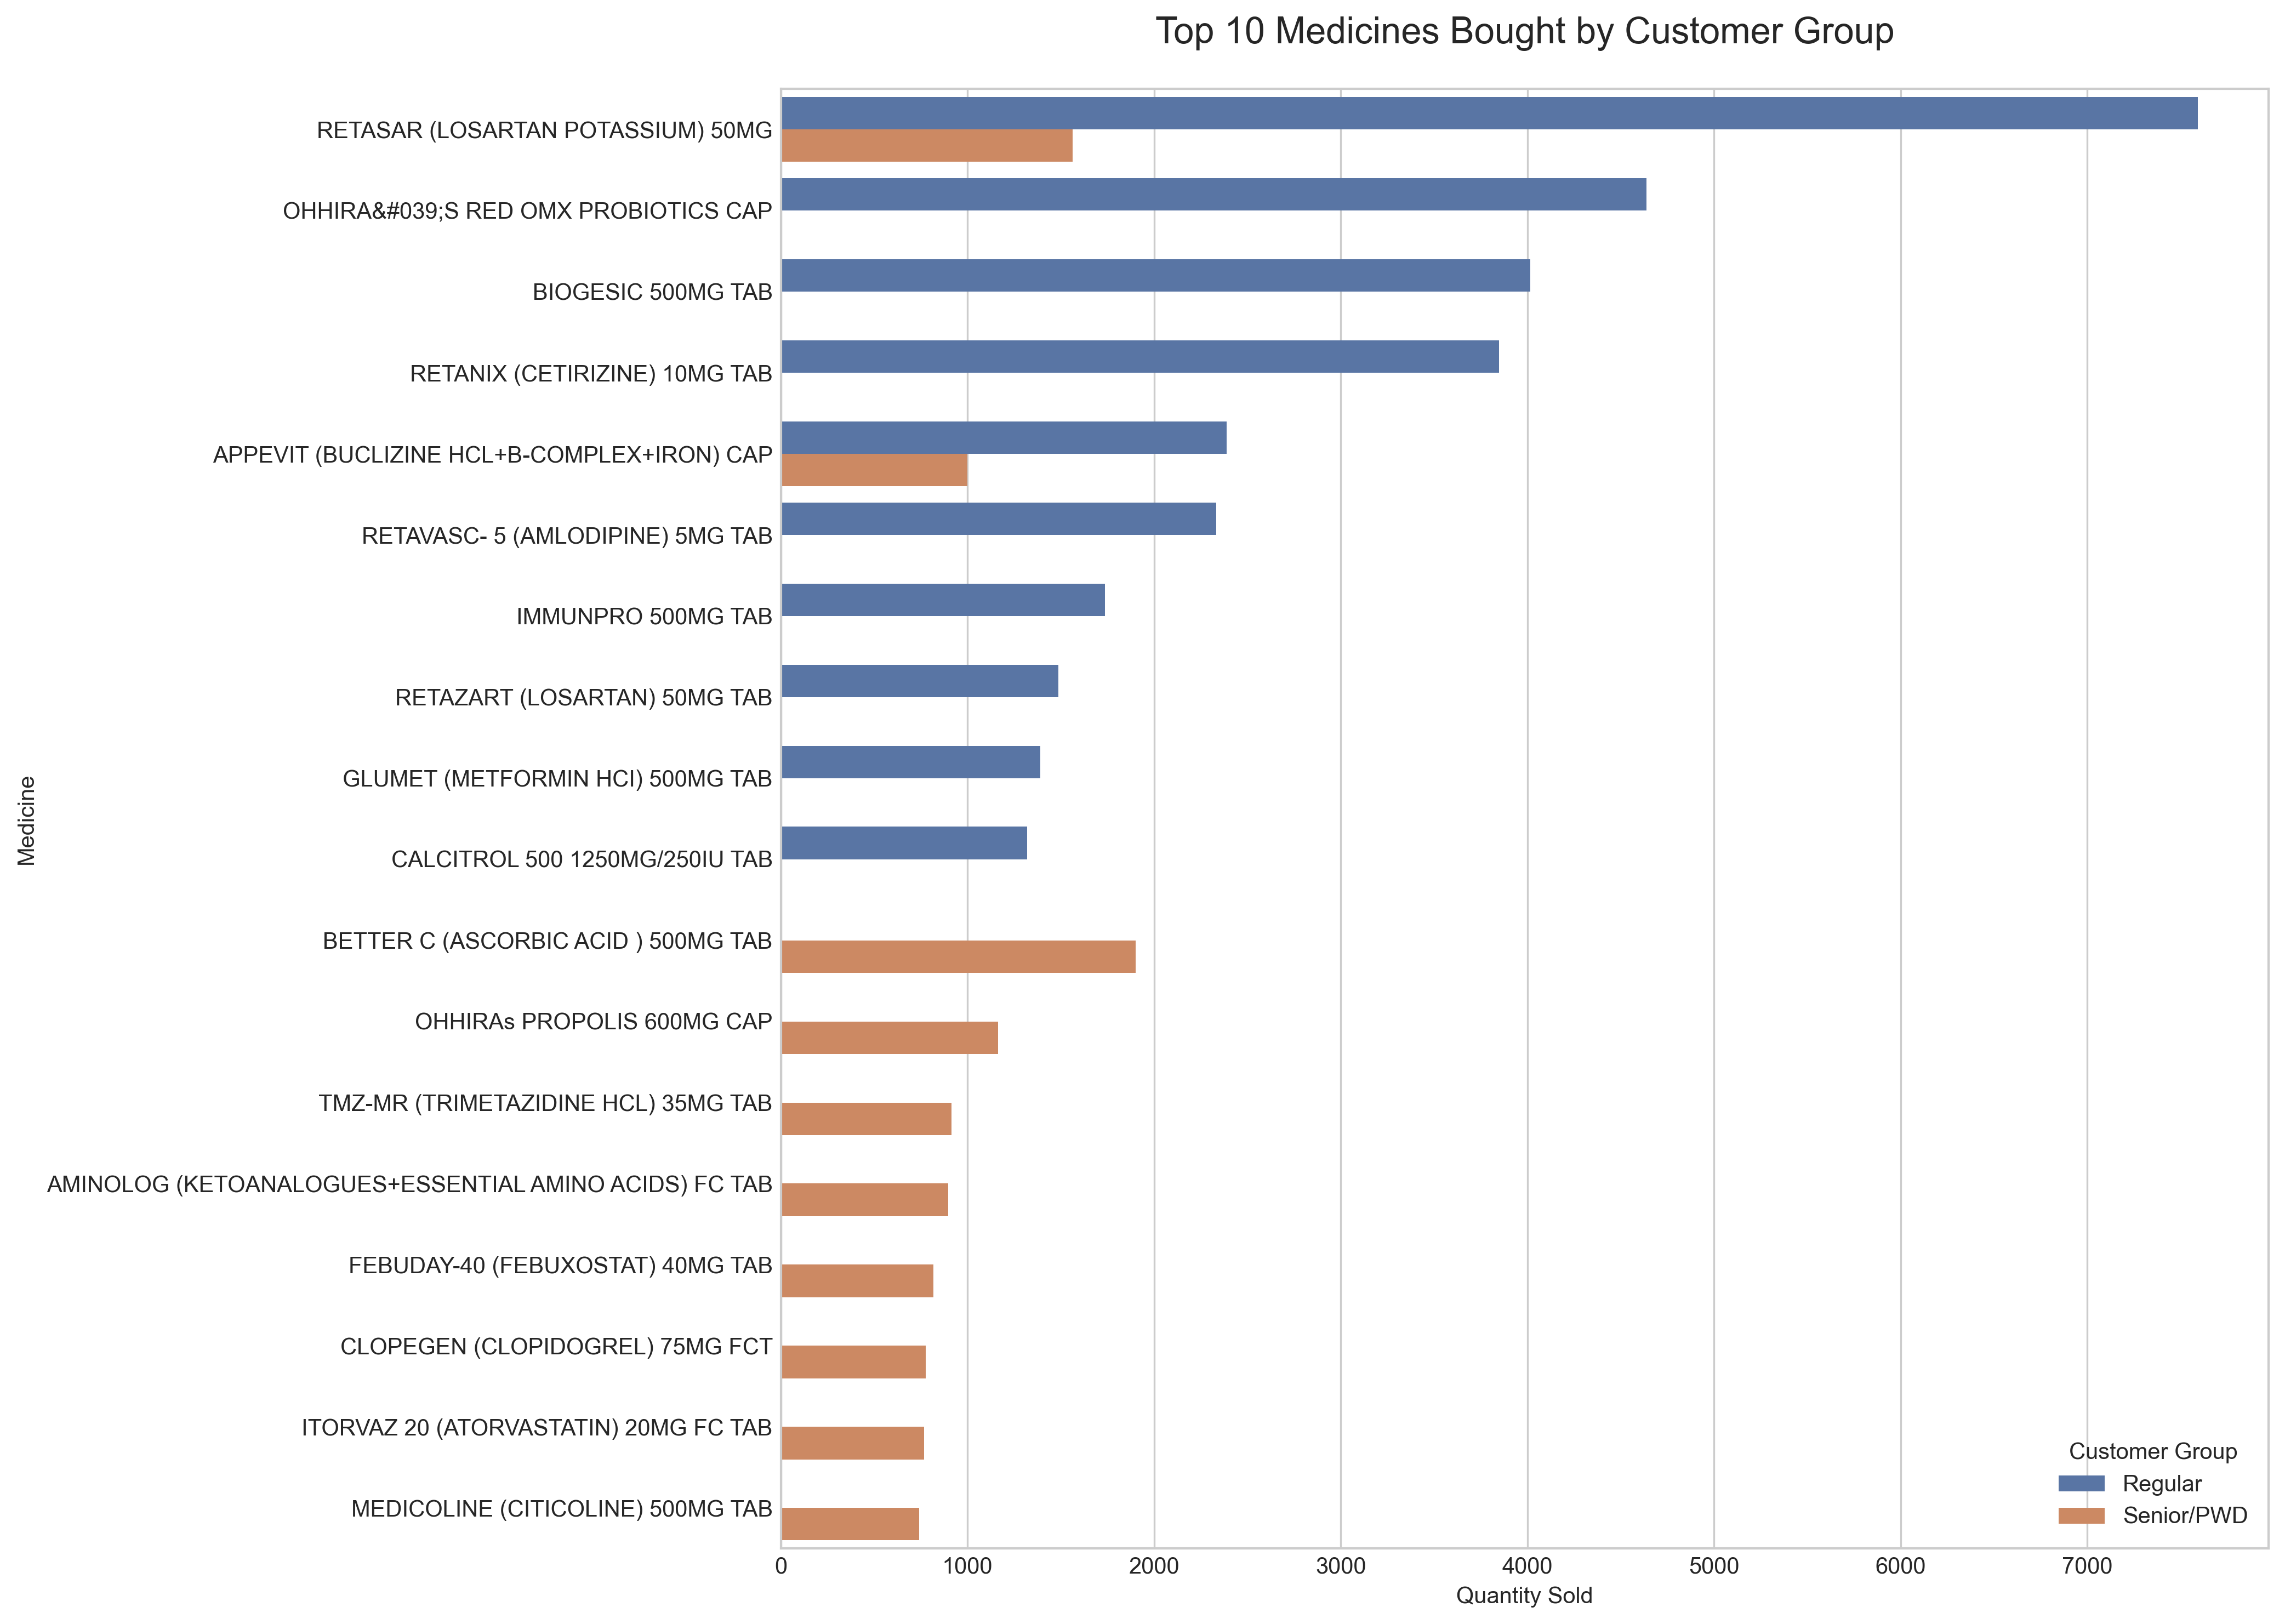 Top 10 Medicines Bought by Customer Group
RETASAR (LOSARTAN POTASSIUM) 50MG
OHHIRA&#039;S RED OMX PROBIOTICS CAP
BIOGESIC 500MG TAB
RETANIX (CETIRIZINE) 10MG TAB
APPEVIT (BUCLIZINE HCL+B-COMPLEX+IRON) CAP
RETAVASC- 5 (AMLODIPINE) 5MG TAB
IMMUNPRO 500MG TAB
RETAZART (LOSARTAN) 50MG TAB
GLUMET (METFORMIN HCI) 500MG TAB
CALCITROL 500 1250MG/250IU TAB
BETTER C (ASCORBIC ACID ) 500MG TAB
OHHIRAs PROPOLIS 600MG CAP
TMZ-MR (TRIMETAZIDINE HCL) 35MG TAB
AMINOLOG (KETOANALOGUES+ESSENTIAL AMINO ACIDS) FC TAB
FEBUDAY-40 (FEBUXOSTAT) 40MG TAB
CLOPEGEN (CLOPIDOGREL) 75MG FCT
ITORVAZ 20 (ATORVASTATIN) 20MG FC TAB
MEDICOLINE (CITICOLINE) 500MG TAB
Medicine
Customer Group
Regular
Senior/PWD
0 1000 2000 3000 4000 5000 6000 7000
Quantity Sold